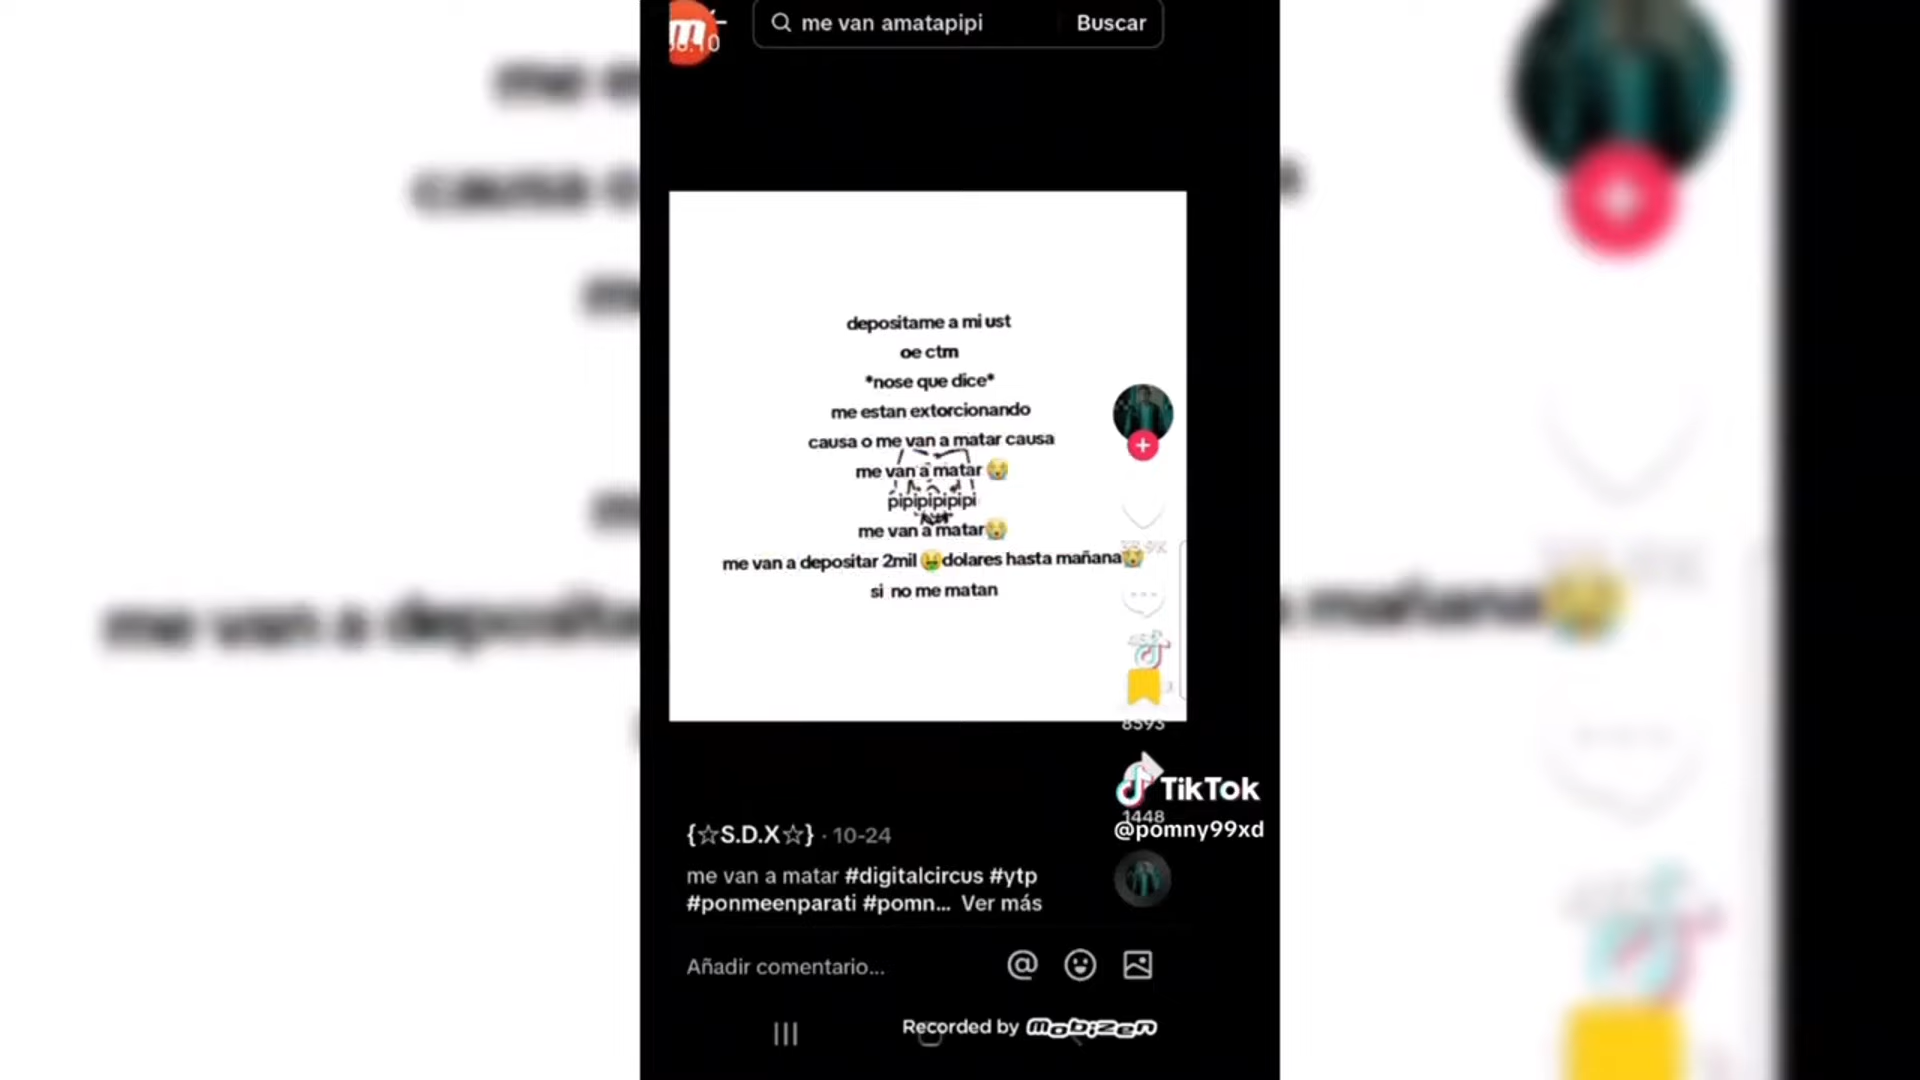 me van amatapipi
Buscar
depositame a mi ust
oe ctm
*nose que dice*
me estan extorcionando
causa o me van a matar causa
me van a matar 😭
pipipipipipi
me van a matar😭
me van a depositar 2mil 🤑dolares hasta mañana😭
si no me matan
8593
TikTok
1448
@pomny99xd
{☆S.D.X☆} · 10-24
me van a matar #digitalcircus #ytp
#ponmeenparati #pomn... Ver más
Añadir comentario...
Recorded by mobizen